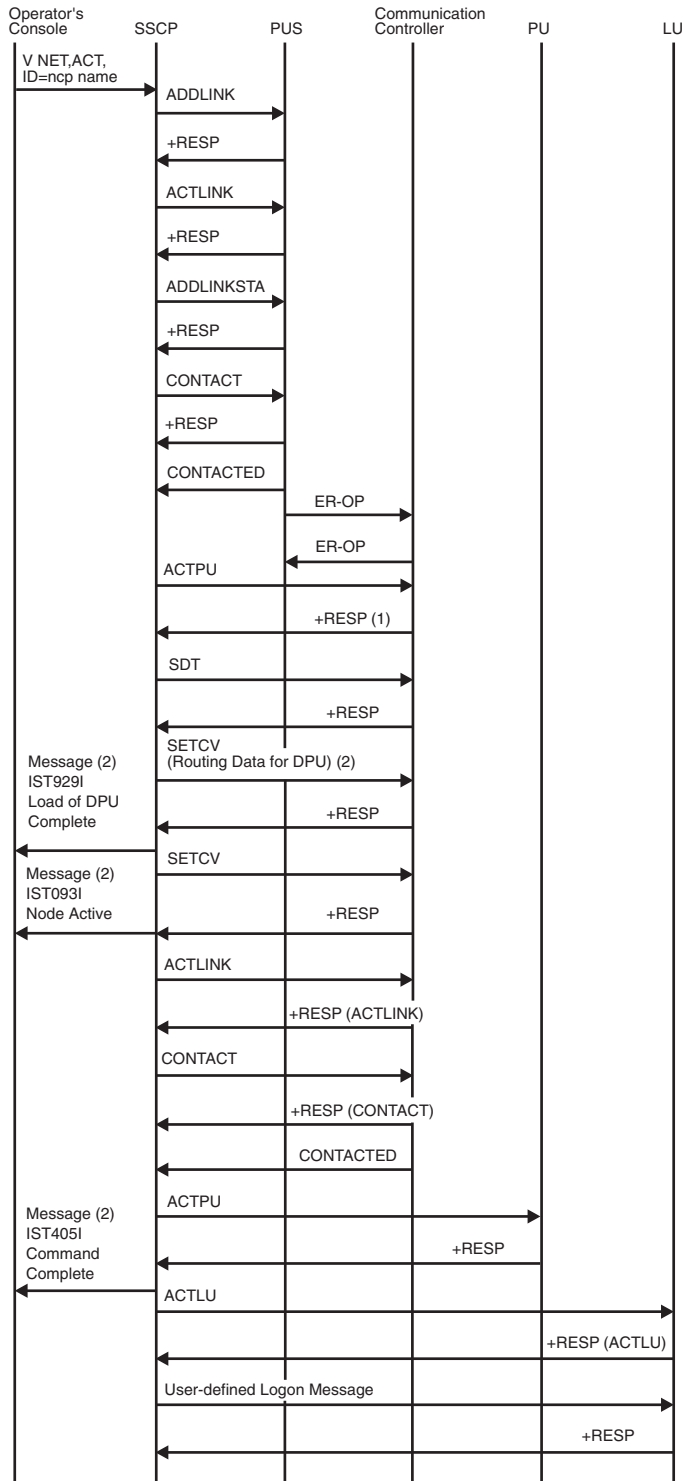 Operator's
Console
SSCP
PUS
Communication
Controller
PU
LU
V NET,ACT,
ID=ncp name
ADDLINK
+RESP
ACTLINK
+RESP
ADDLINKSTA
+RESP
CONTACT
+RESP
CONTACTED
ER-OP
ER-OP
ACTPU
+RESP (1)
SDT
+RESP
SETCV
(Routing Data for DPU) (2)
Message (2)
IST929I
Load of DPU
Complete
+RESP
SETCV
Message (2)
IST093I
Node Active
+RESP
ACTLINK
+RESP (ACTLINK)
CONTACT
+RESP (CONTACT)
CONTACTED
ACTPU
Message (2)
IST405I
Command
Complete
+RESP
ACTLU
+RESP (ACTLU)
User-defined Logon Message
+RESP